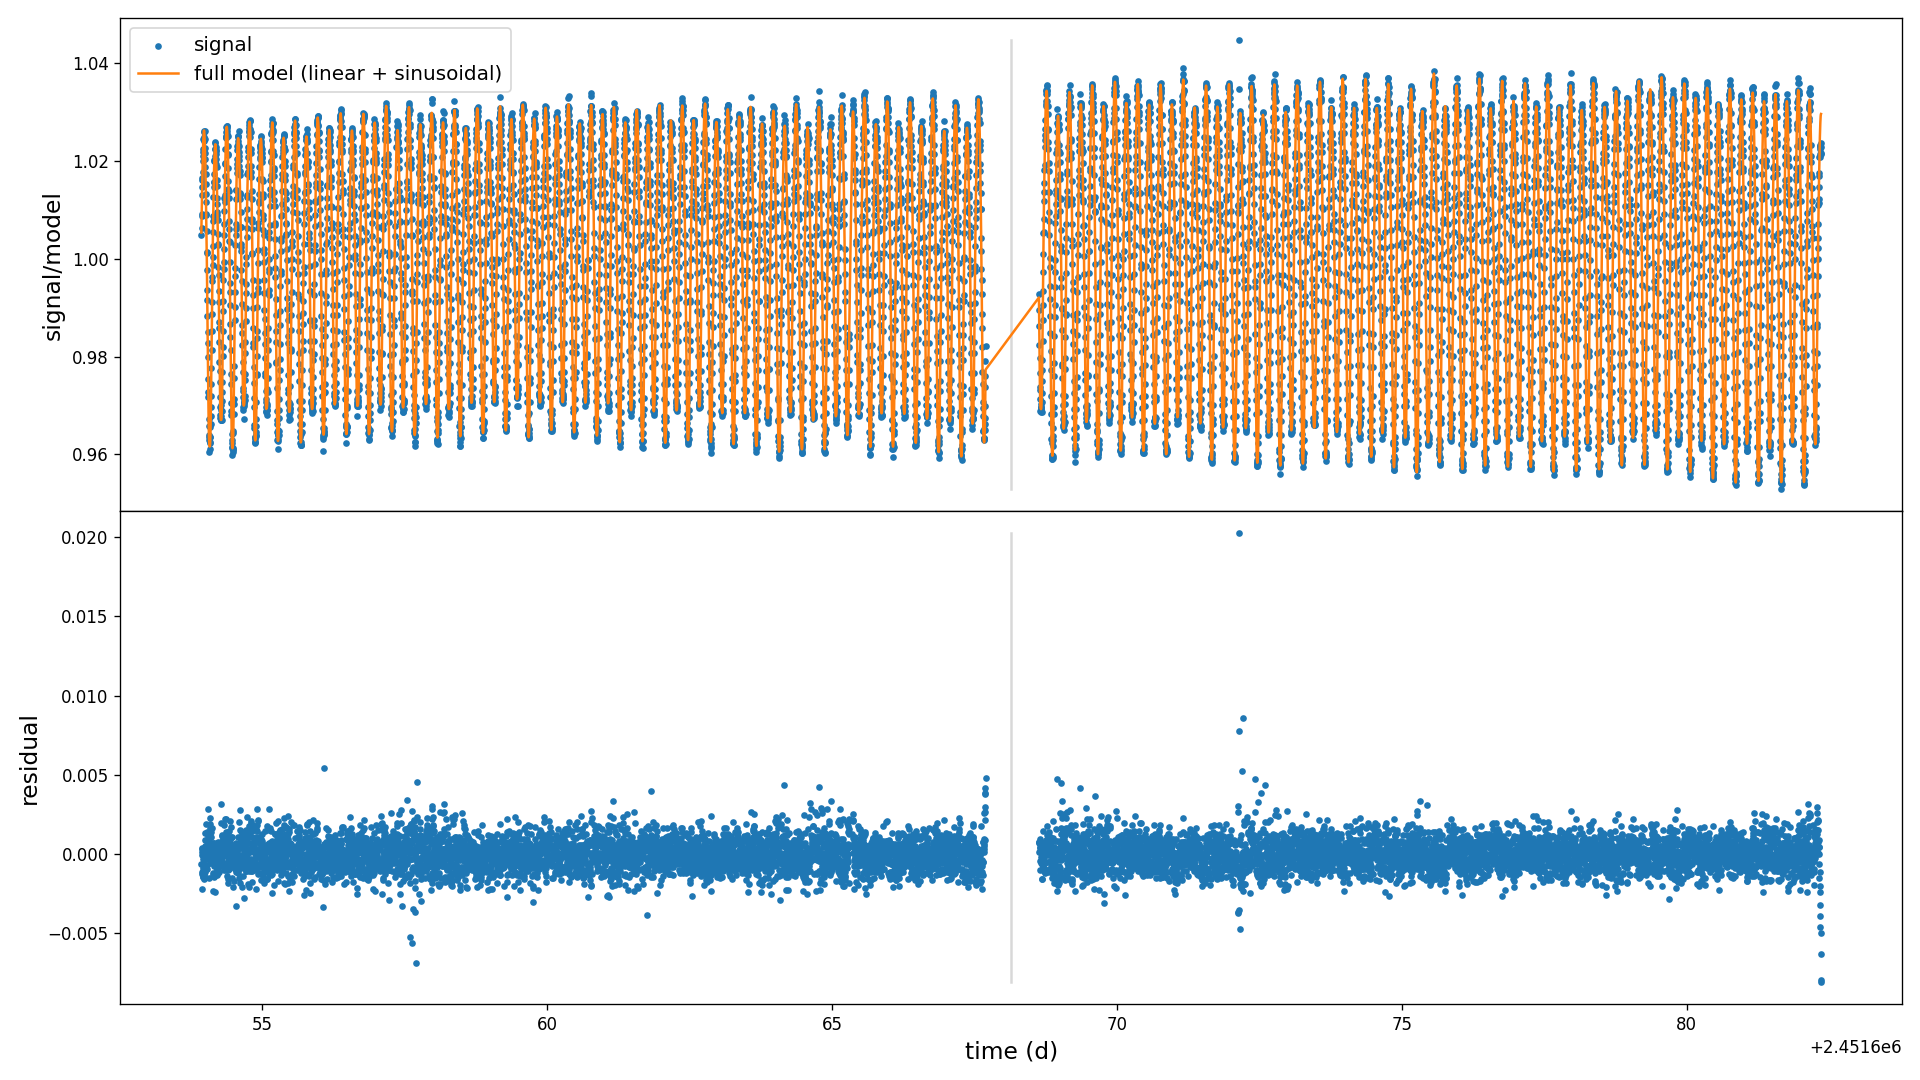 signal
full model (linear + sinusoidal)
signal/model
1.04
1.02
1.00
0.98
0.96
residual
0.020
0.015
0.010
0.005
0.000
−0.005
55
60
65
70
75
80
time (d)
+2.4516e6